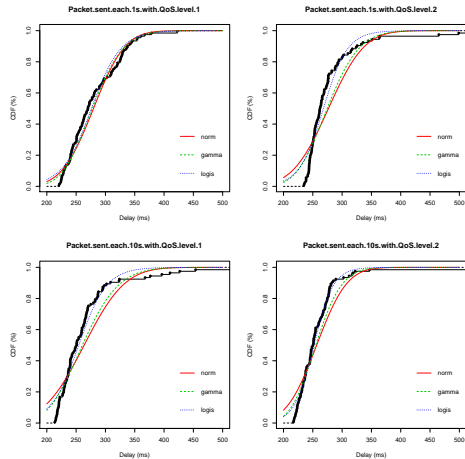 Packet.sent.each.1s.with.QoS.level.1
CDF (%)
1.0
0.8
0.6
0.4
0.2
0.0
norm
gamma
logis
200 250 300 350 400 450 500
Delay (ms)
Packet.sent.each.1s.with.QoS.level.2
CDF (%)
1.0
0.8
0.6
0.4
0.2
0.0
norm
gamma
logis
200 250 300 350 400 450 500
Delay (ms)
Packet.sent.each.10s.with.QoS.level.1
CDF (%)
1.0
0.8
0.6
0.4
0.2
0.0
norm
gamma
logis
200 250 300 350 400 450 500
Delay (ms)
Packet.sent.each.10s.with.QoS.level.2
CDF (%)
1.0
0.8
0.6
0.4
0.2
0.0
norm
gamma
logis
200 250 300 350 400 450 500
Delay (ms)